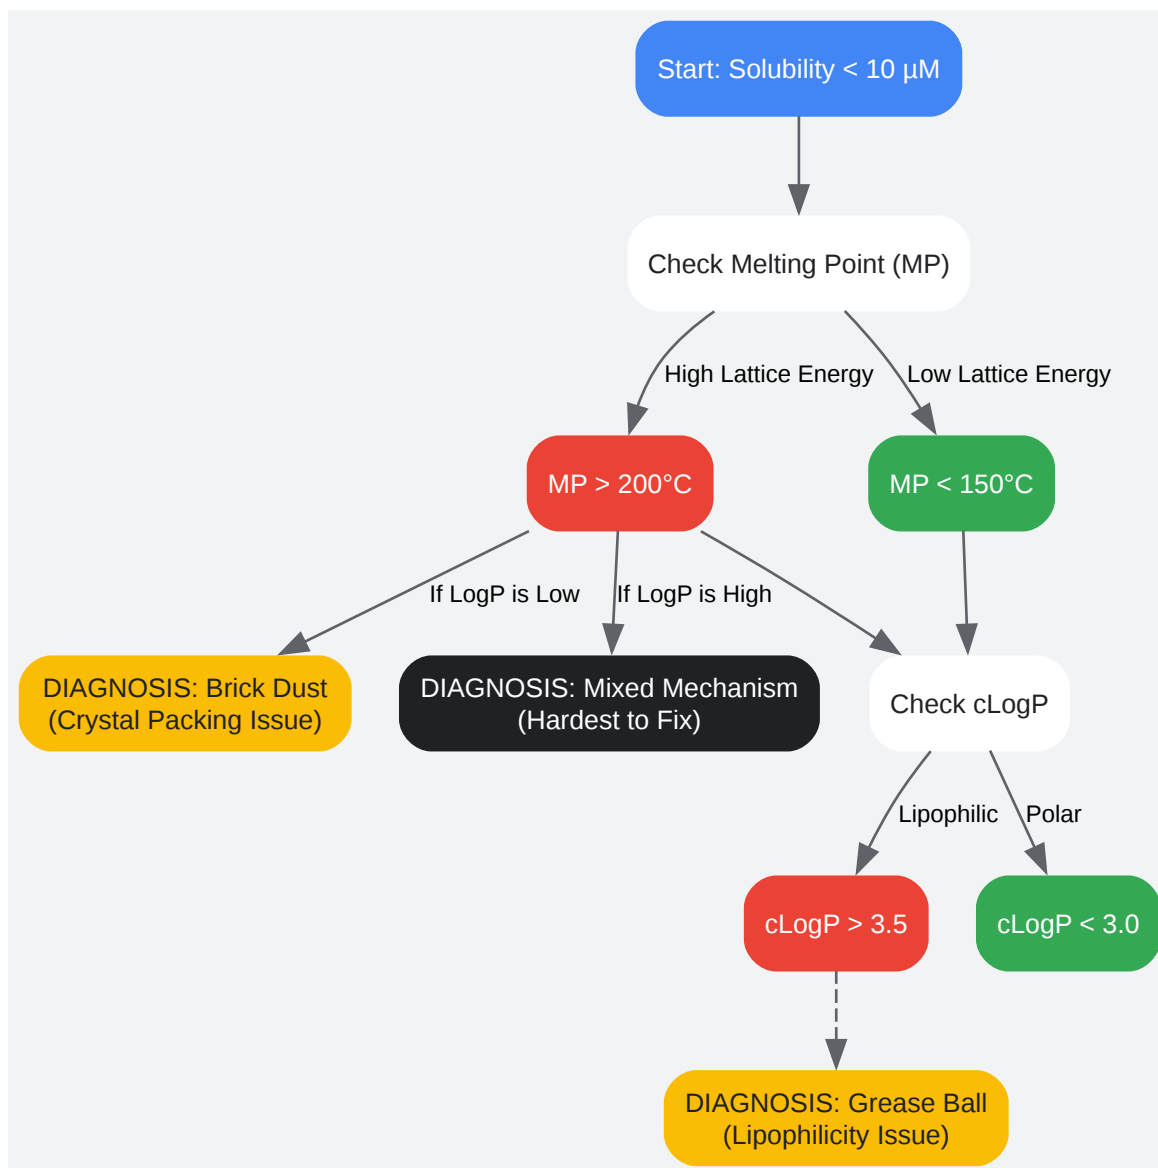 Start: Solubility < 10 µM
Check Melting Point (MP)
High Lattice Energy
Low Lattice Energy
MP > 200°C
MP < 150°C
If LogP is Low
If LogP is High
DIAGNOSIS: Brick Dust
(Crystal Packing Issue)
DIAGNOSIS: Mixed Mechanism
(Hardest to Fix)
Check cLogP
Lipophilic
Polar
cLogP > 3.5
cLogP < 3.0
DIAGNOSIS: Grease Ball
(Lipophilicity Issue)